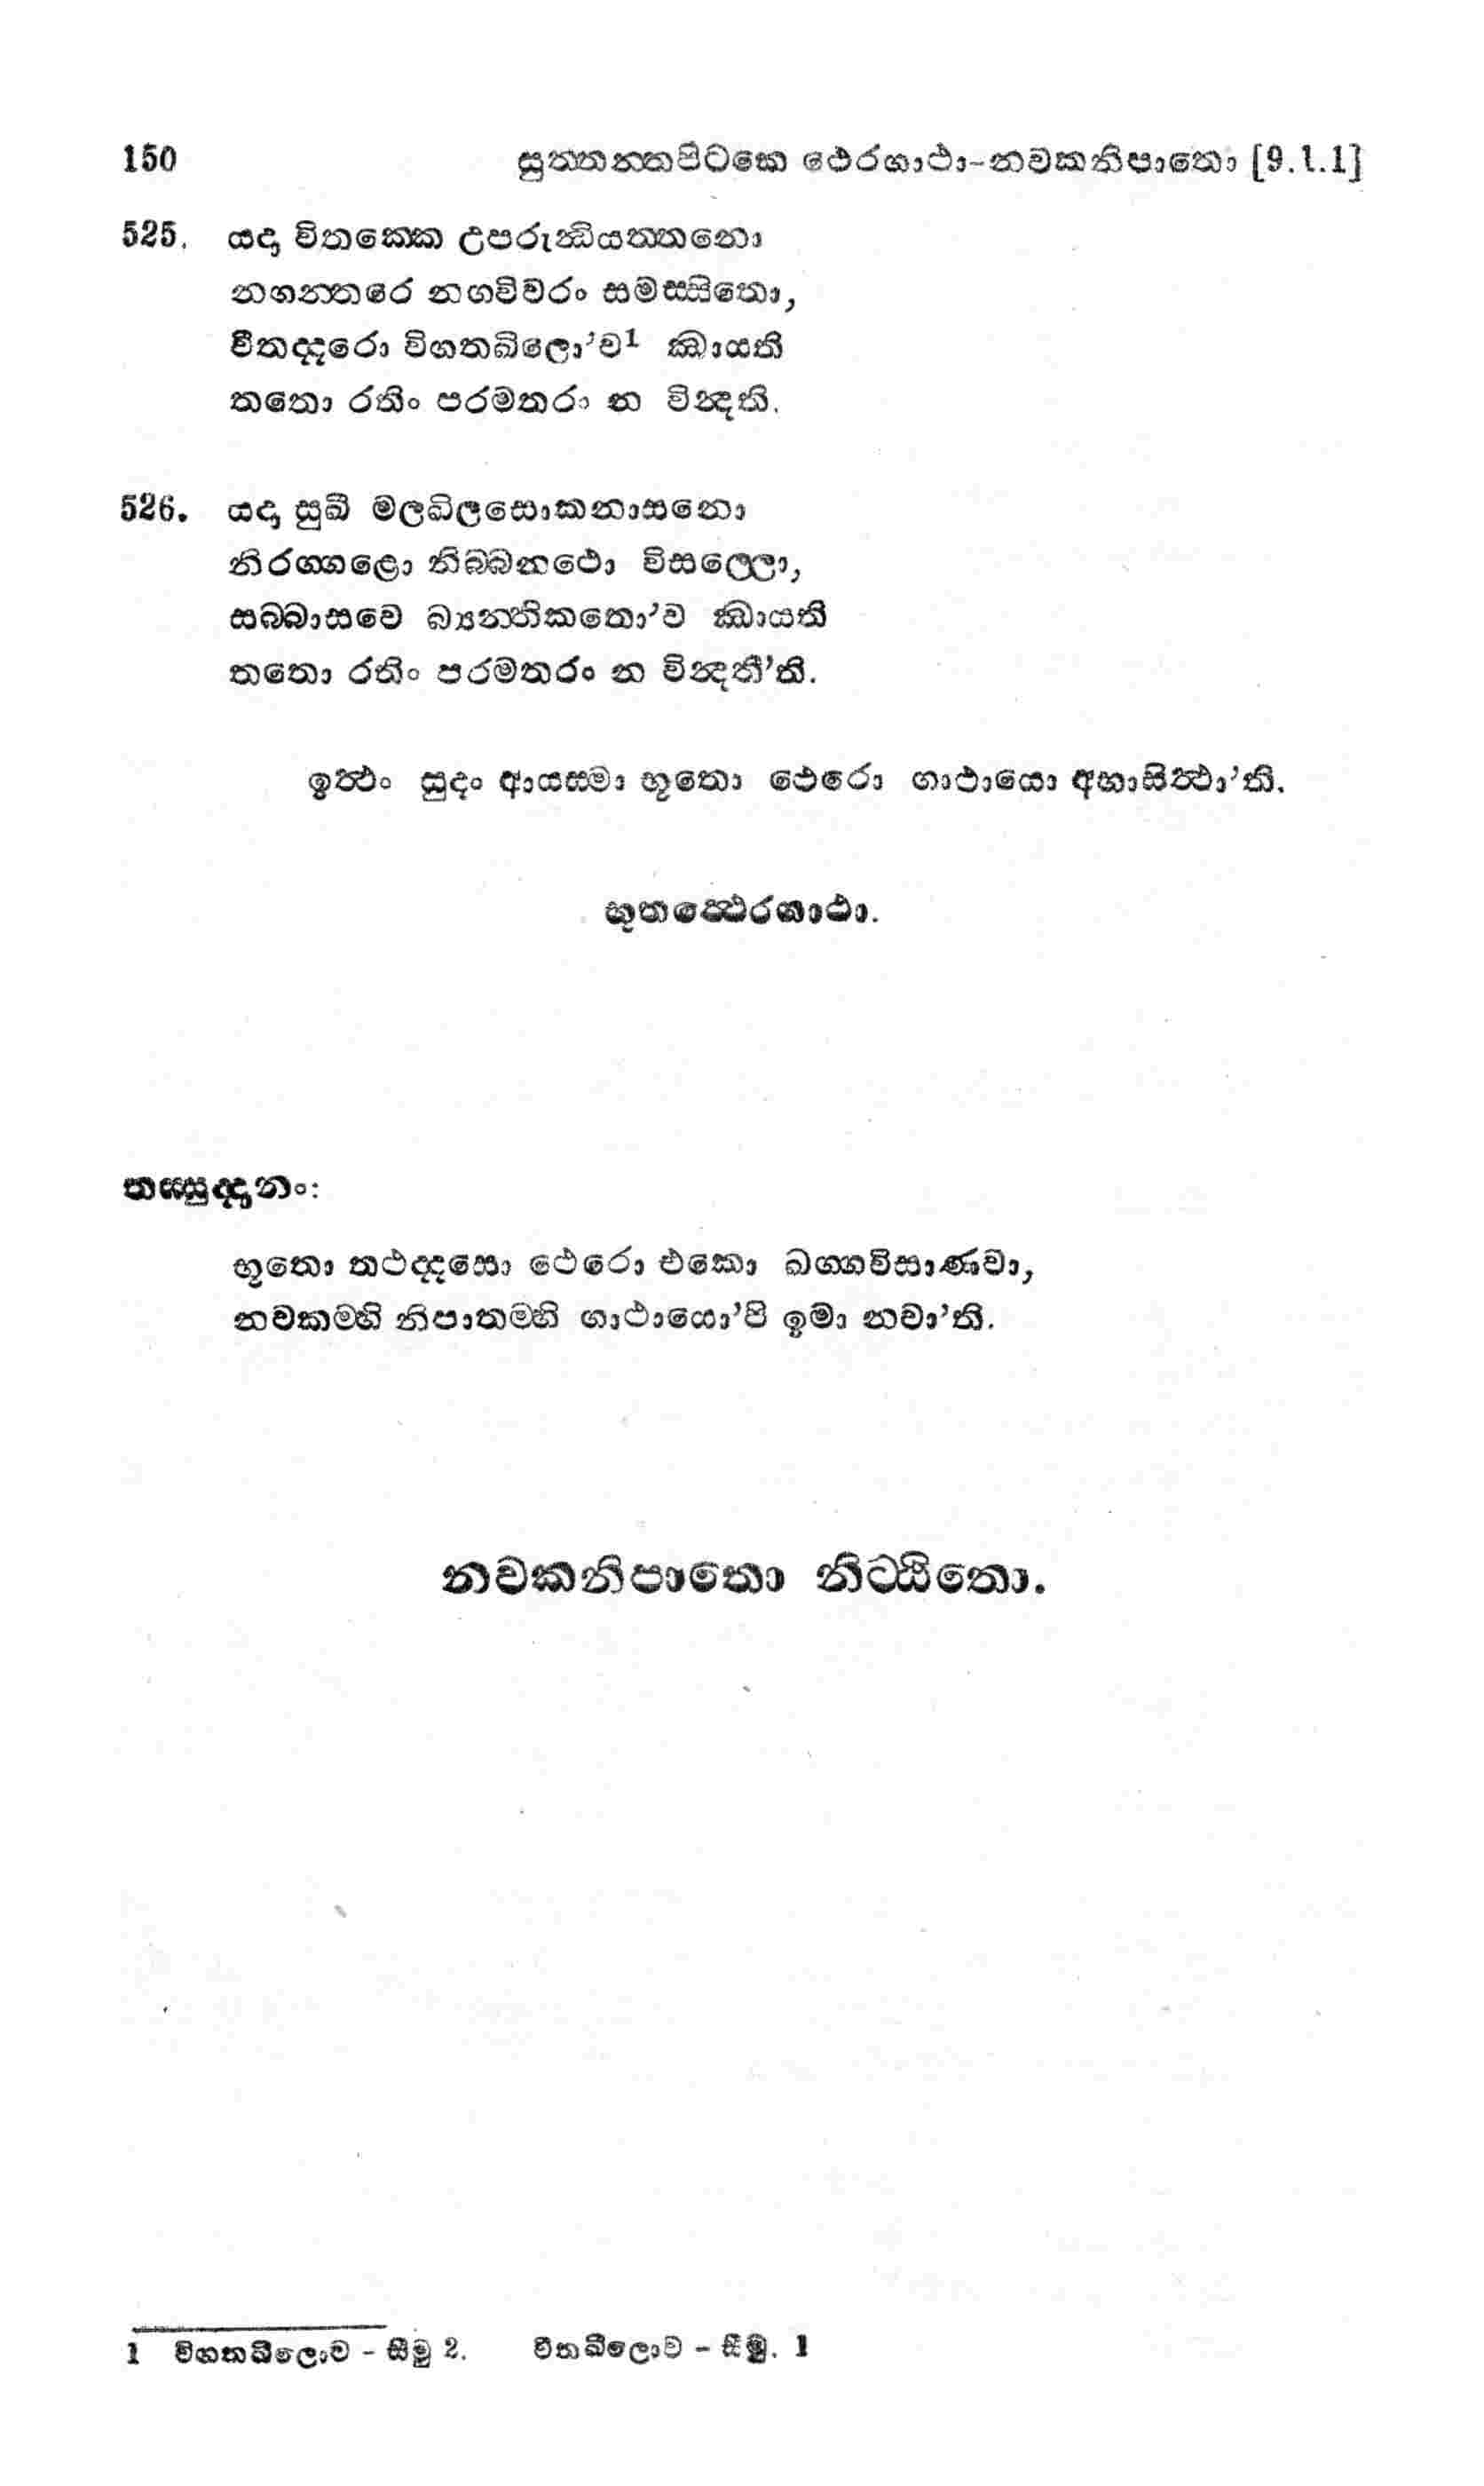 150 සුත්තන්තපිටකෙ ථෙරගාථා-නවකනිපාතො [9.1.1]
525. යදා විතක්කෙ උපරුන්ධියත්තනො
නගන්තරෙ නගවිවරං සමස්සිතො,
වීතද්දරො විගතඛිලො’ව1 ඣායති
තතො රතිං පරමතරං න වින්දති.
526. යදා සුඛී මලඛිලසොකනාසනො
නිරග්ගළො නිබ්බනථො විසල්ලො,
සබ්බාසවෙ බ්‍යන්තිකතො’ව ඣායති
තතො රතිං පරමතරං න වින්දතී’ති.
ඉත්ථං සුදං ආයස්මා භූතො ථෙරො ගාථායො අභාසිත්ථා’ති.
භූතත්ථෙරගාථා.
තස්සුද්දානං:
භූතො තථද්දසො ථෙරො එකො ඛග්ගවිසාණවා,
නවකම්හි නිපාතම්හි ගාථායො’පි ඉමා නවා’ති.
නවකනිපාතො නිට්ඨිතො.
1 විගතඛීලොව - සීමු 2. වීතඛීලොව - සීමු. 1